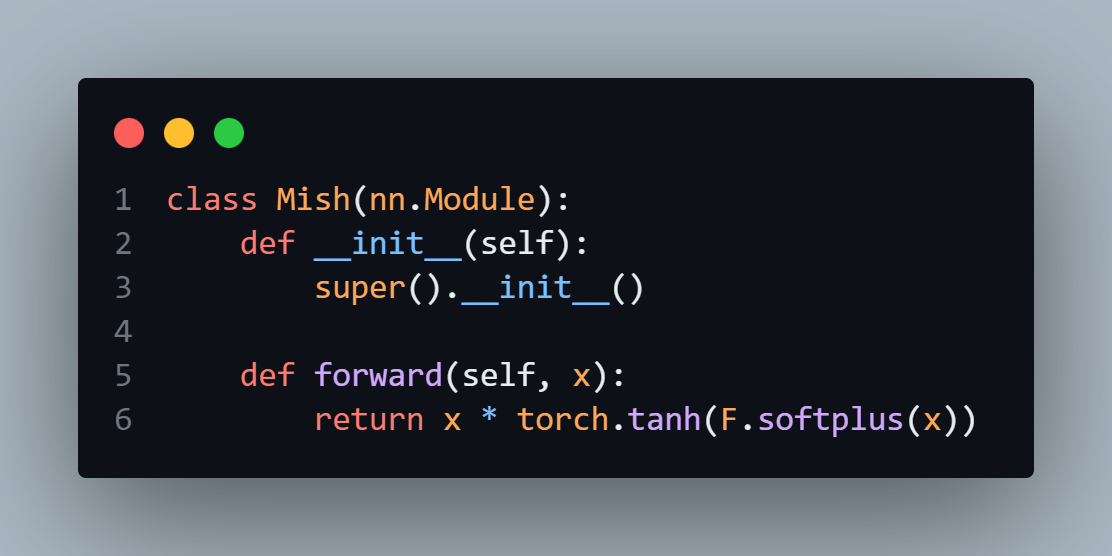 1 class Mish(nn.Module):
2     def __init__(self):
3         super().__init__()
4
5     def forward(self, x):
6         return x * torch.tanh(F.softplus(x))